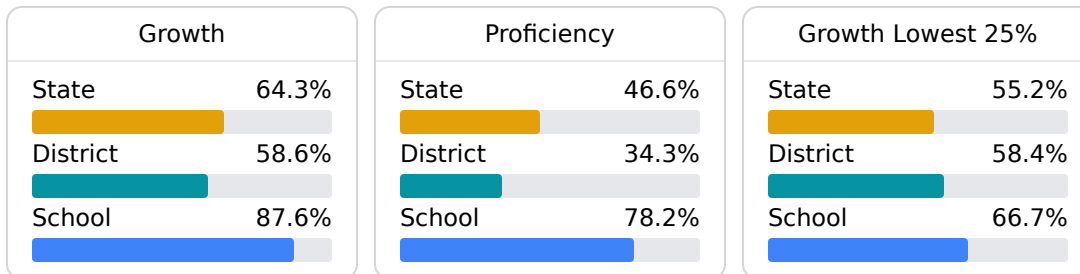 Growth
State 64.3%
District 58.6%
School 87.6%
Proficiency
State 46.6%
District 34.3%
School 78.2%
Growth Lowest 25%
State 55.2%
District 58.4%
School 66.7%